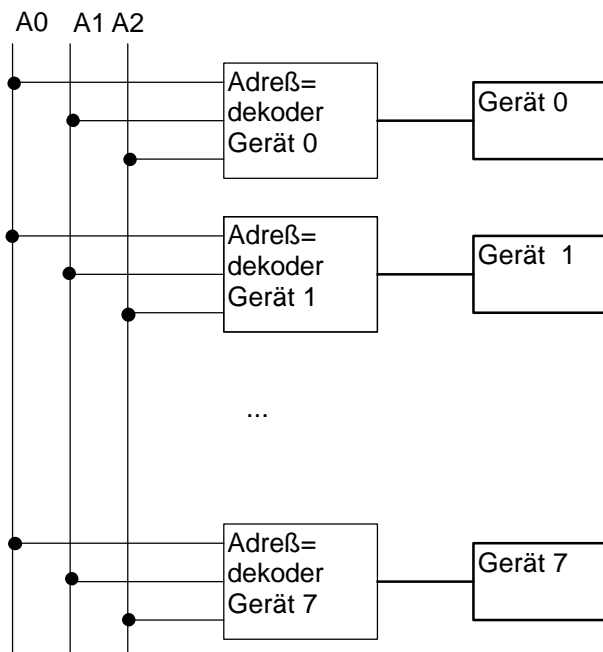 A0 A1 A2
Adreß=
dekoder
Gerät 0
Gerät 0
Adreß=
dekoder
Gerät 1
Gerät 1
...
Adreß=
dekoder
Gerät 7
Gerät 7